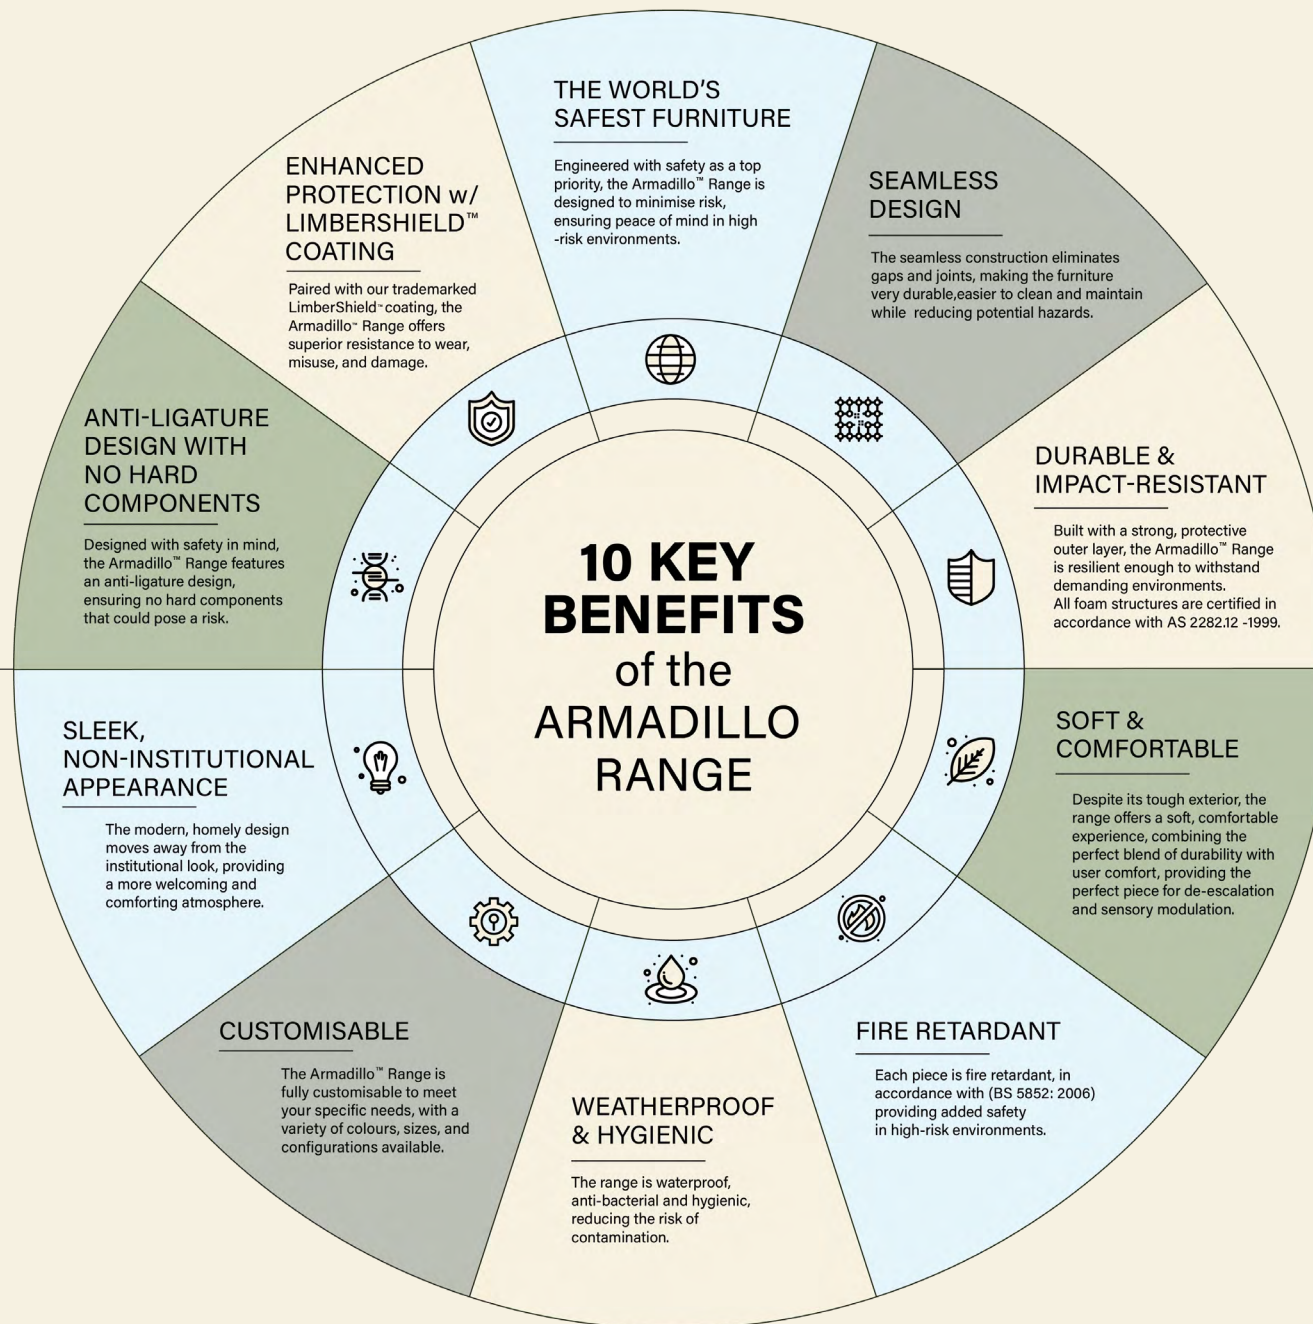 10 KEY
BENEFITS
of the
ARMADILLO
RANGE
THE WORLD'S
SAFEST FURNITURE
Engineered with safety as a top
priority, the Armadillo™ Range is
designed to minimise risk,
ensuring peace of mind in high
-risk environments.
SEAMLESS
DESIGN
The seamless construction eliminates
gaps and joints, making the furniture
very durable,easier to clean and maintain
while reducing potential hazards.
DURABLE &
IMPACT-RESISTANT
Built with a strong, protective
outer layer, the Armadillo™ Range
is resilient enough to withstand
demanding environments.
All foam structures are certified in
accordance with AS 2282.12 -1999.
SOFT &
COMFORTABLE
Despite its tough exterior, the
range offers a soft, comfortable
experience, combining the
perfect blend of durability with
user comfort, providing the
perfect piece for de-escalation
and sensory modulation.
FIRE RETARDANT
Each piece is fire retardant, in
accordance with (BS 5852: 2006)
providing added safety
in high-risk environments.
WEATHERPROOF
& HYGIENIC
The range is waterproof,
anti-bacterial and hygienic,
reducing the risk of
contamination.
CUSTOMISABLE
The Armadillo™ Range is
fully customisable to meet
your specific needs, with a
variety of colours, sizes, and
configurations available.
SLEEK,
NON-INSTITUTIONAL
APPEARANCE
The modern, homely design
moves away from the
institutional look, providing
a more welcoming and
comforting atmosphere.
ANTI-LIGATURE
DESIGN WITH
NO HARD
COMPONENTS
Designed with safety in mind,
the Armadillo™ Range features
an anti-ligature design,
ensuring no hard components
that could pose a risk.
ENHANCED
PROTECTION w/
LIMBERSHIELD™
COATING
Paired with our trademarked
LimberShield™ coating, the
Armadillo™ Range offers
superior resistance to wear,
misuse, and damage.